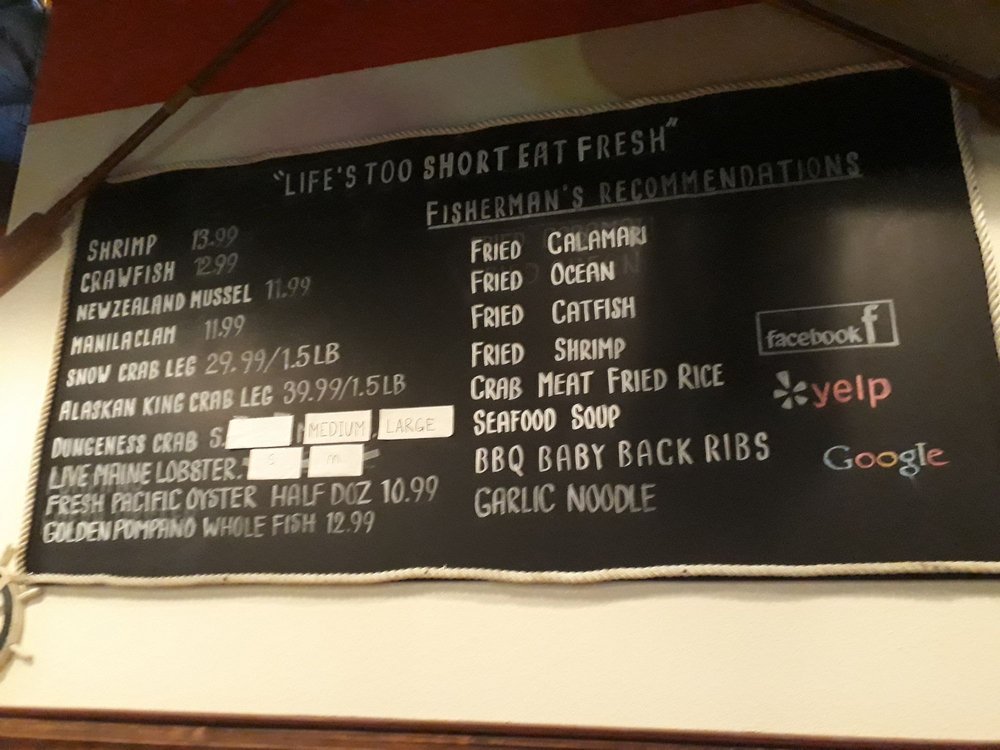 "LIFE'S TOO SHORT EAT FRESH"
SHRIMP 13.99
CRAWFISH 12.99
NEWZEALAND MUSSEL 11.99
MANILA CLAM 11.99
SNOW CRAB LEG 29.99/1.5LB
ALASKAN KING CRAB LEG 39.99/1.5LB
DUNGENESS CRAB S. MEDIUM LARGE
LIVE MAINE LOBSTER. S M
FRESH PACIFIC OYSTER HALF DOZ 10.99
GOLDEN POMPANO WHOLE FISH 12.99
FISHERMAN'S RECOMMENDATIONS
FRIED CALAMARI
FRIED OCEAN
FRIED CATFISH
FRIED SHRIMP
CRAB MEAT FRIED RICE
SEAFOOD SOUP
BBQ BABY BACK RIBS
GARLIC NOODLE
facebook f
yelp
Google